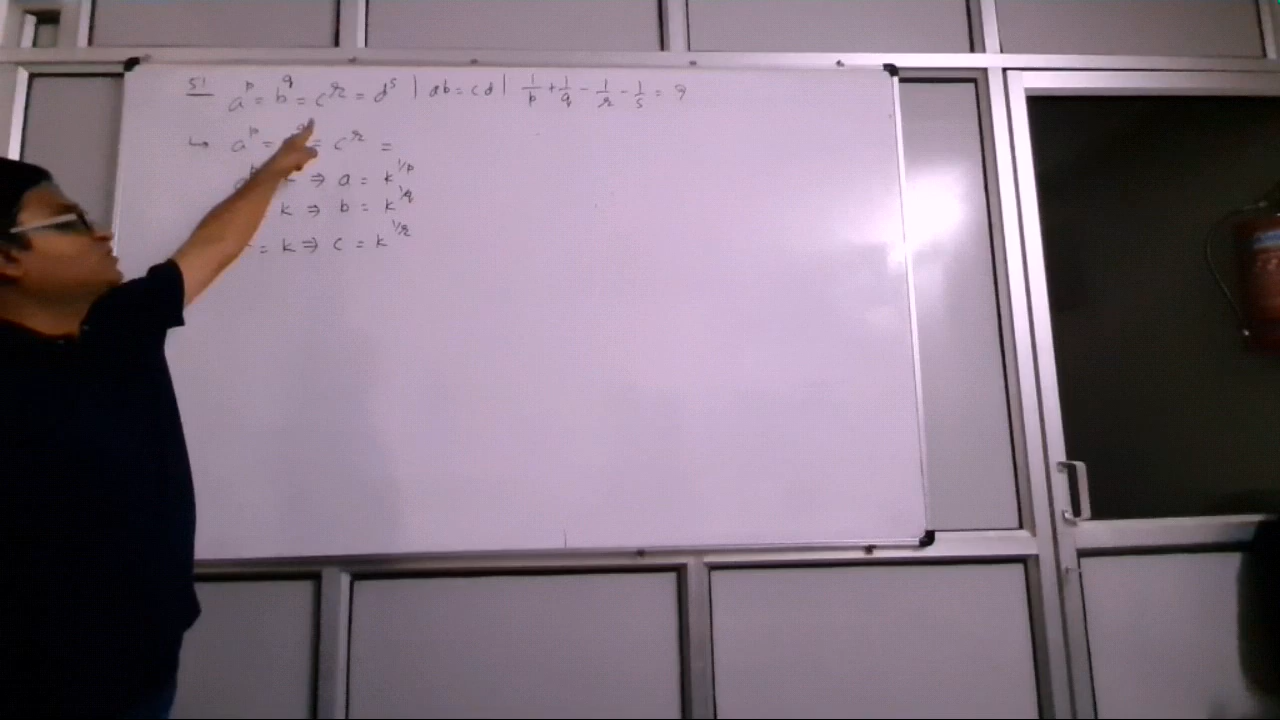 51 a^p = b^q = c^r = d^s | ab = cd | 1/p + 1/q - 1/r - 1/s = ?
↳ a^p = = c^r =
k ⇒ a = k^1/p
= k ⇒ b = k^1/q
= k ⇒ c = k^1/r